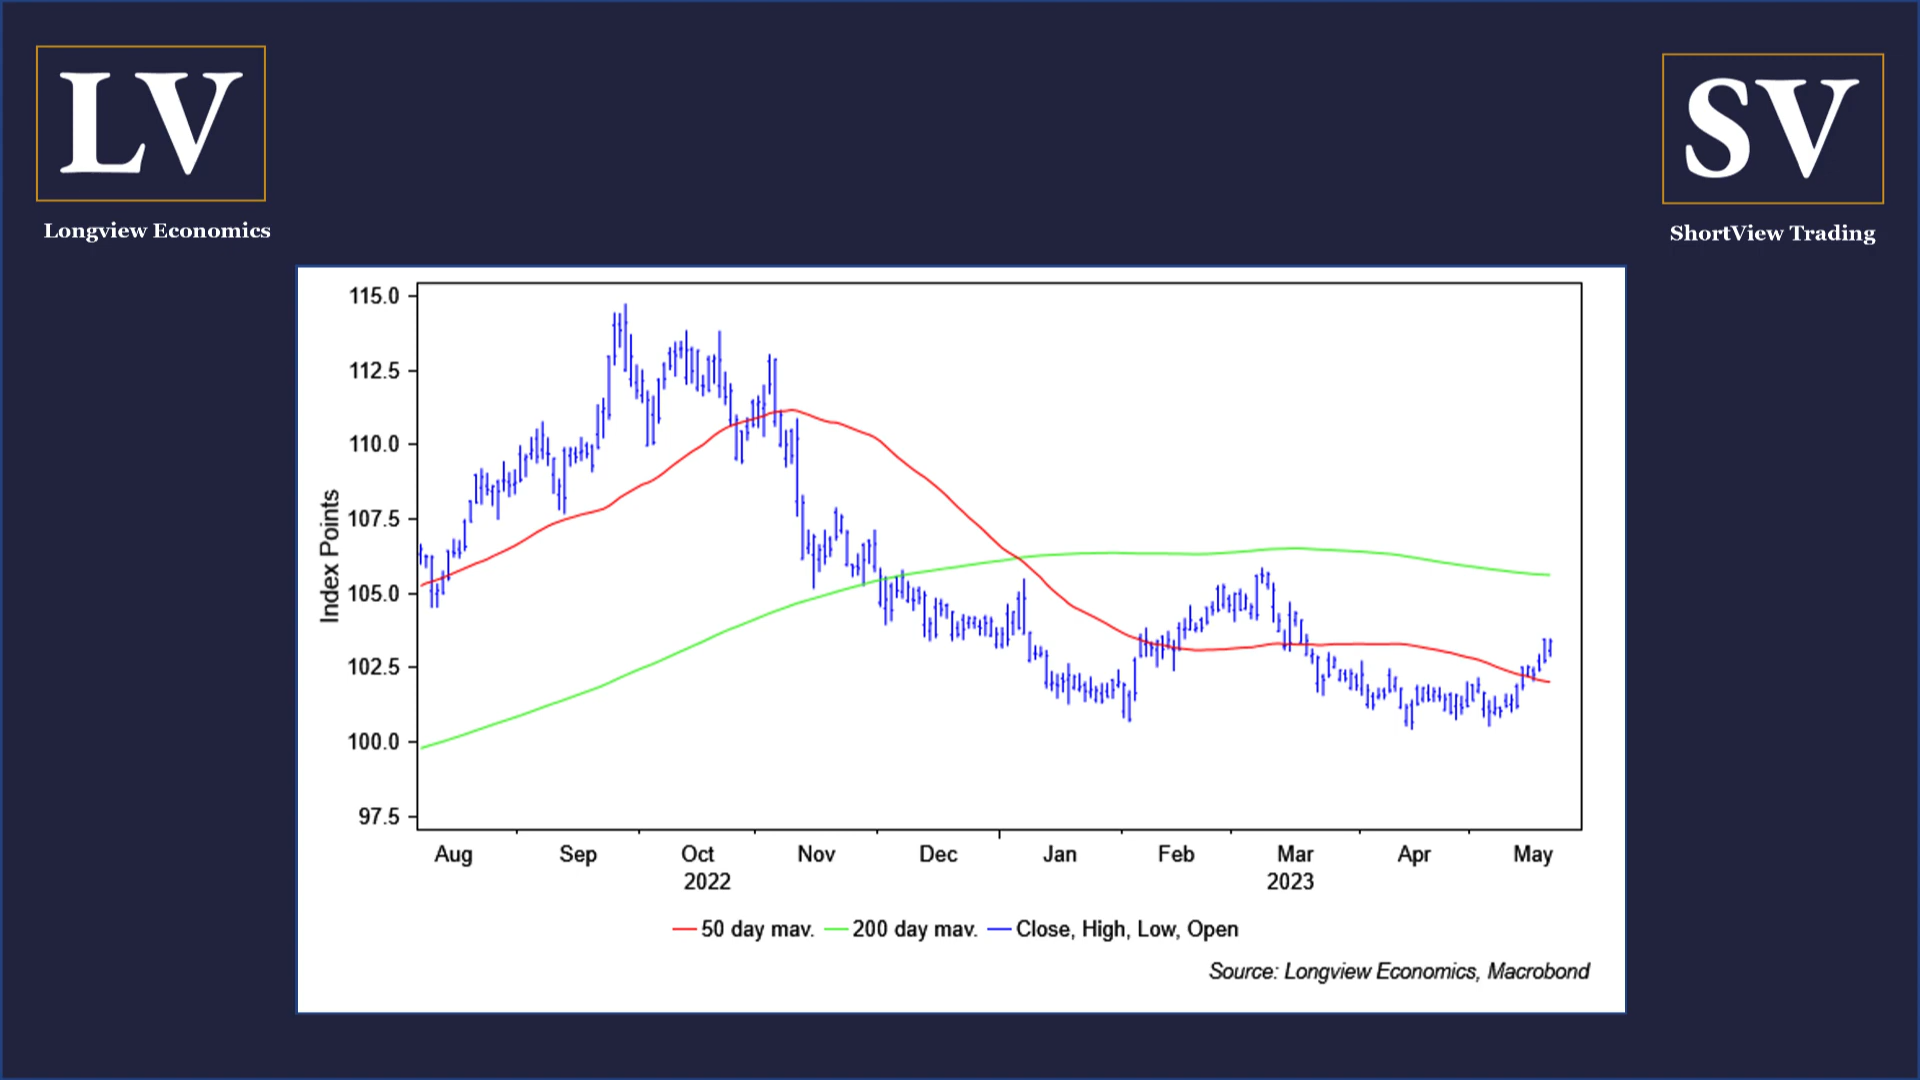 LV
Longview Economics
SV
ShortView Trading
115.0
112.5
110.0
107.5
105.0
102.5
100.0
97.5
Index Points
Aug Sep Oct Nov Dec Jan Feb Mar Apr May
2022 2023
50 day mav. 200 day mav. Close, High, Low, Open
Source: Longview Economics, Macrobond